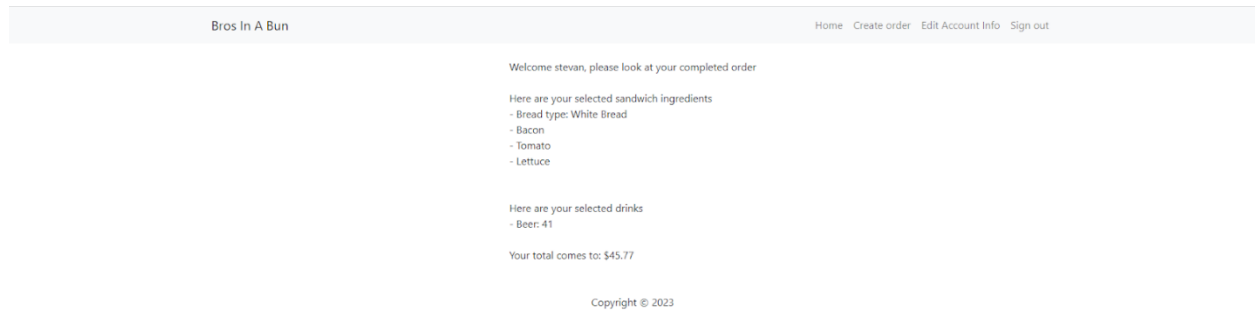 Bros In A Bun
Home Create order Edit Account Info Sign out
Welcome stevan, please look at your completed order
Here are your selected sandwich ingredients
- Bread type: White Bread
- Bacon
- Tomato
- Lettuce
Here are your selected drinks
- Beer: 41
Your total comes to: $45.77
Copyright © 2023